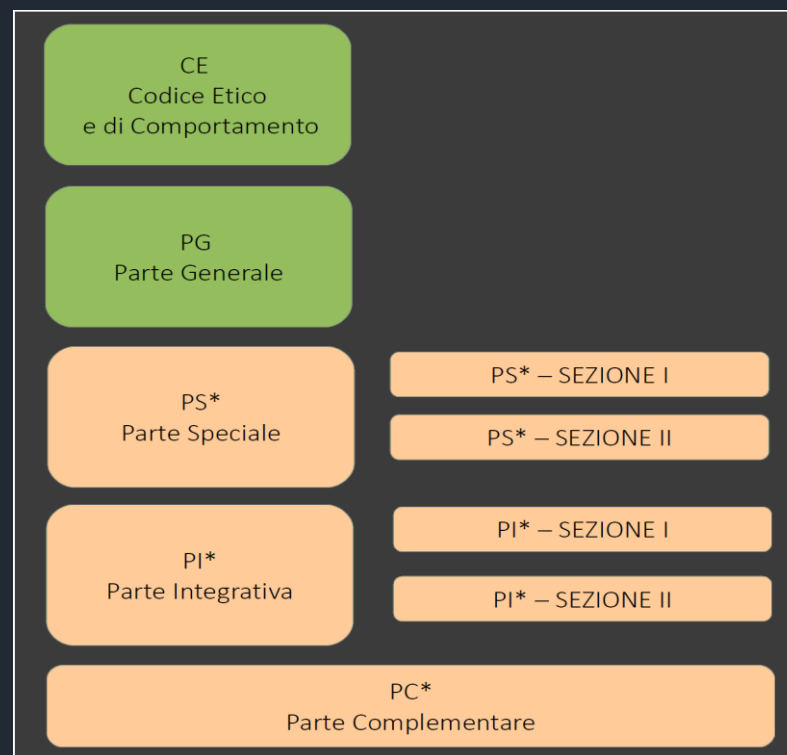 CE
Codice Etico
e di Comportamento
PG
Parte Generale
PS*
Parte Speciale
PS* – SEZIONE I
PS* – SEZIONE II
PI*
Parte Integrativa
PI* – SEZIONE I
PI* – SEZIONE II
PC*
Parte Complementare